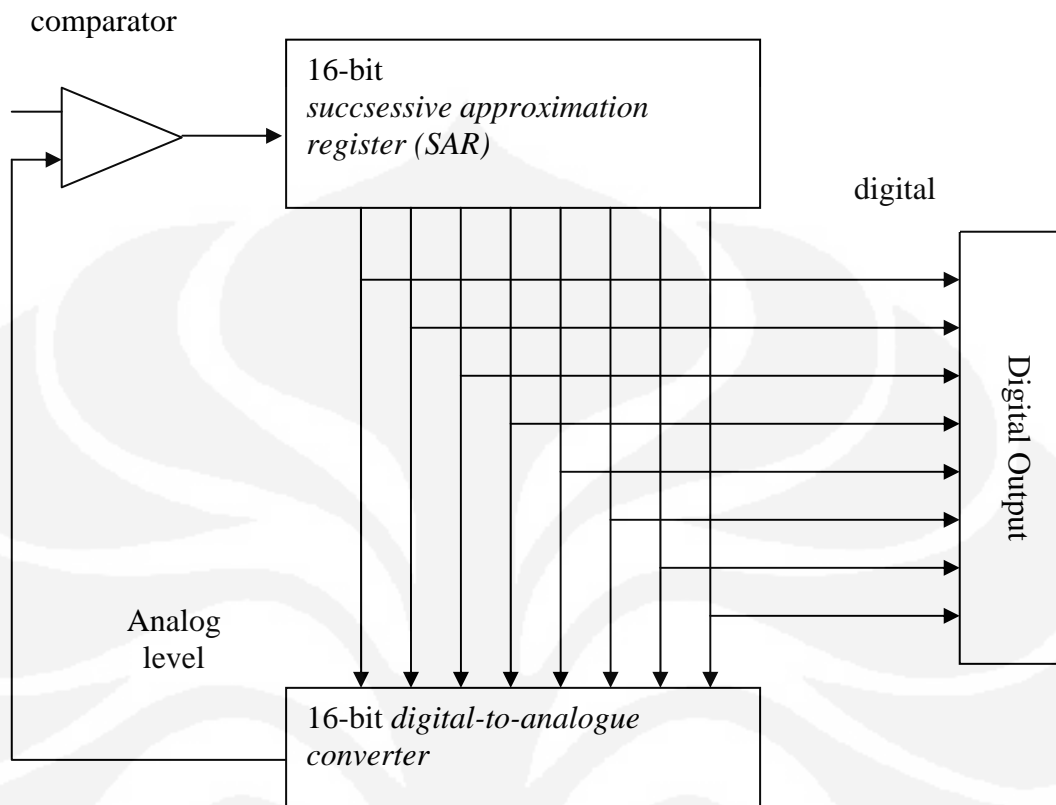 comparator
16-bit
succsessive approximation
register (SAR)
digital
Digital Output
Analog
level
16-bit digital-to-analogue
converter